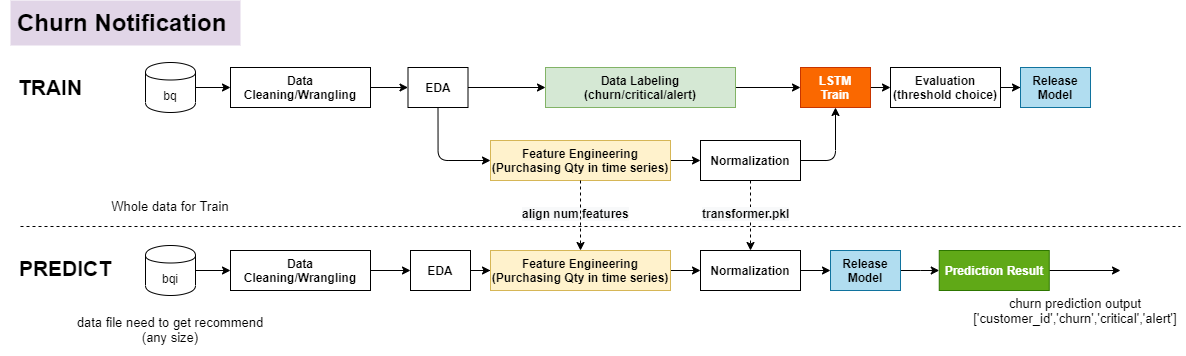 Churn Notification
TRAIN
bq
Data
Cleaning/Wrangling
EDA
Data Labeling
(churn/critical/alert)
LSTM
Train
Evaluation
(threshold choice)
Release
Model
Feature Engineering
(Purchasing Qty in time series)
Normalization
Whole data for Train
align num features
transformer.pkl
PREDICT
bqi
Data
Cleaning/Wrangling
EDA
Feature Engineering
(Purchasing Qty in time series)
Normalization
Release
Model
Prediction Result
data file need to get recommend
(any size)
churn prediction output
['customer_id','churn','critical','alert']